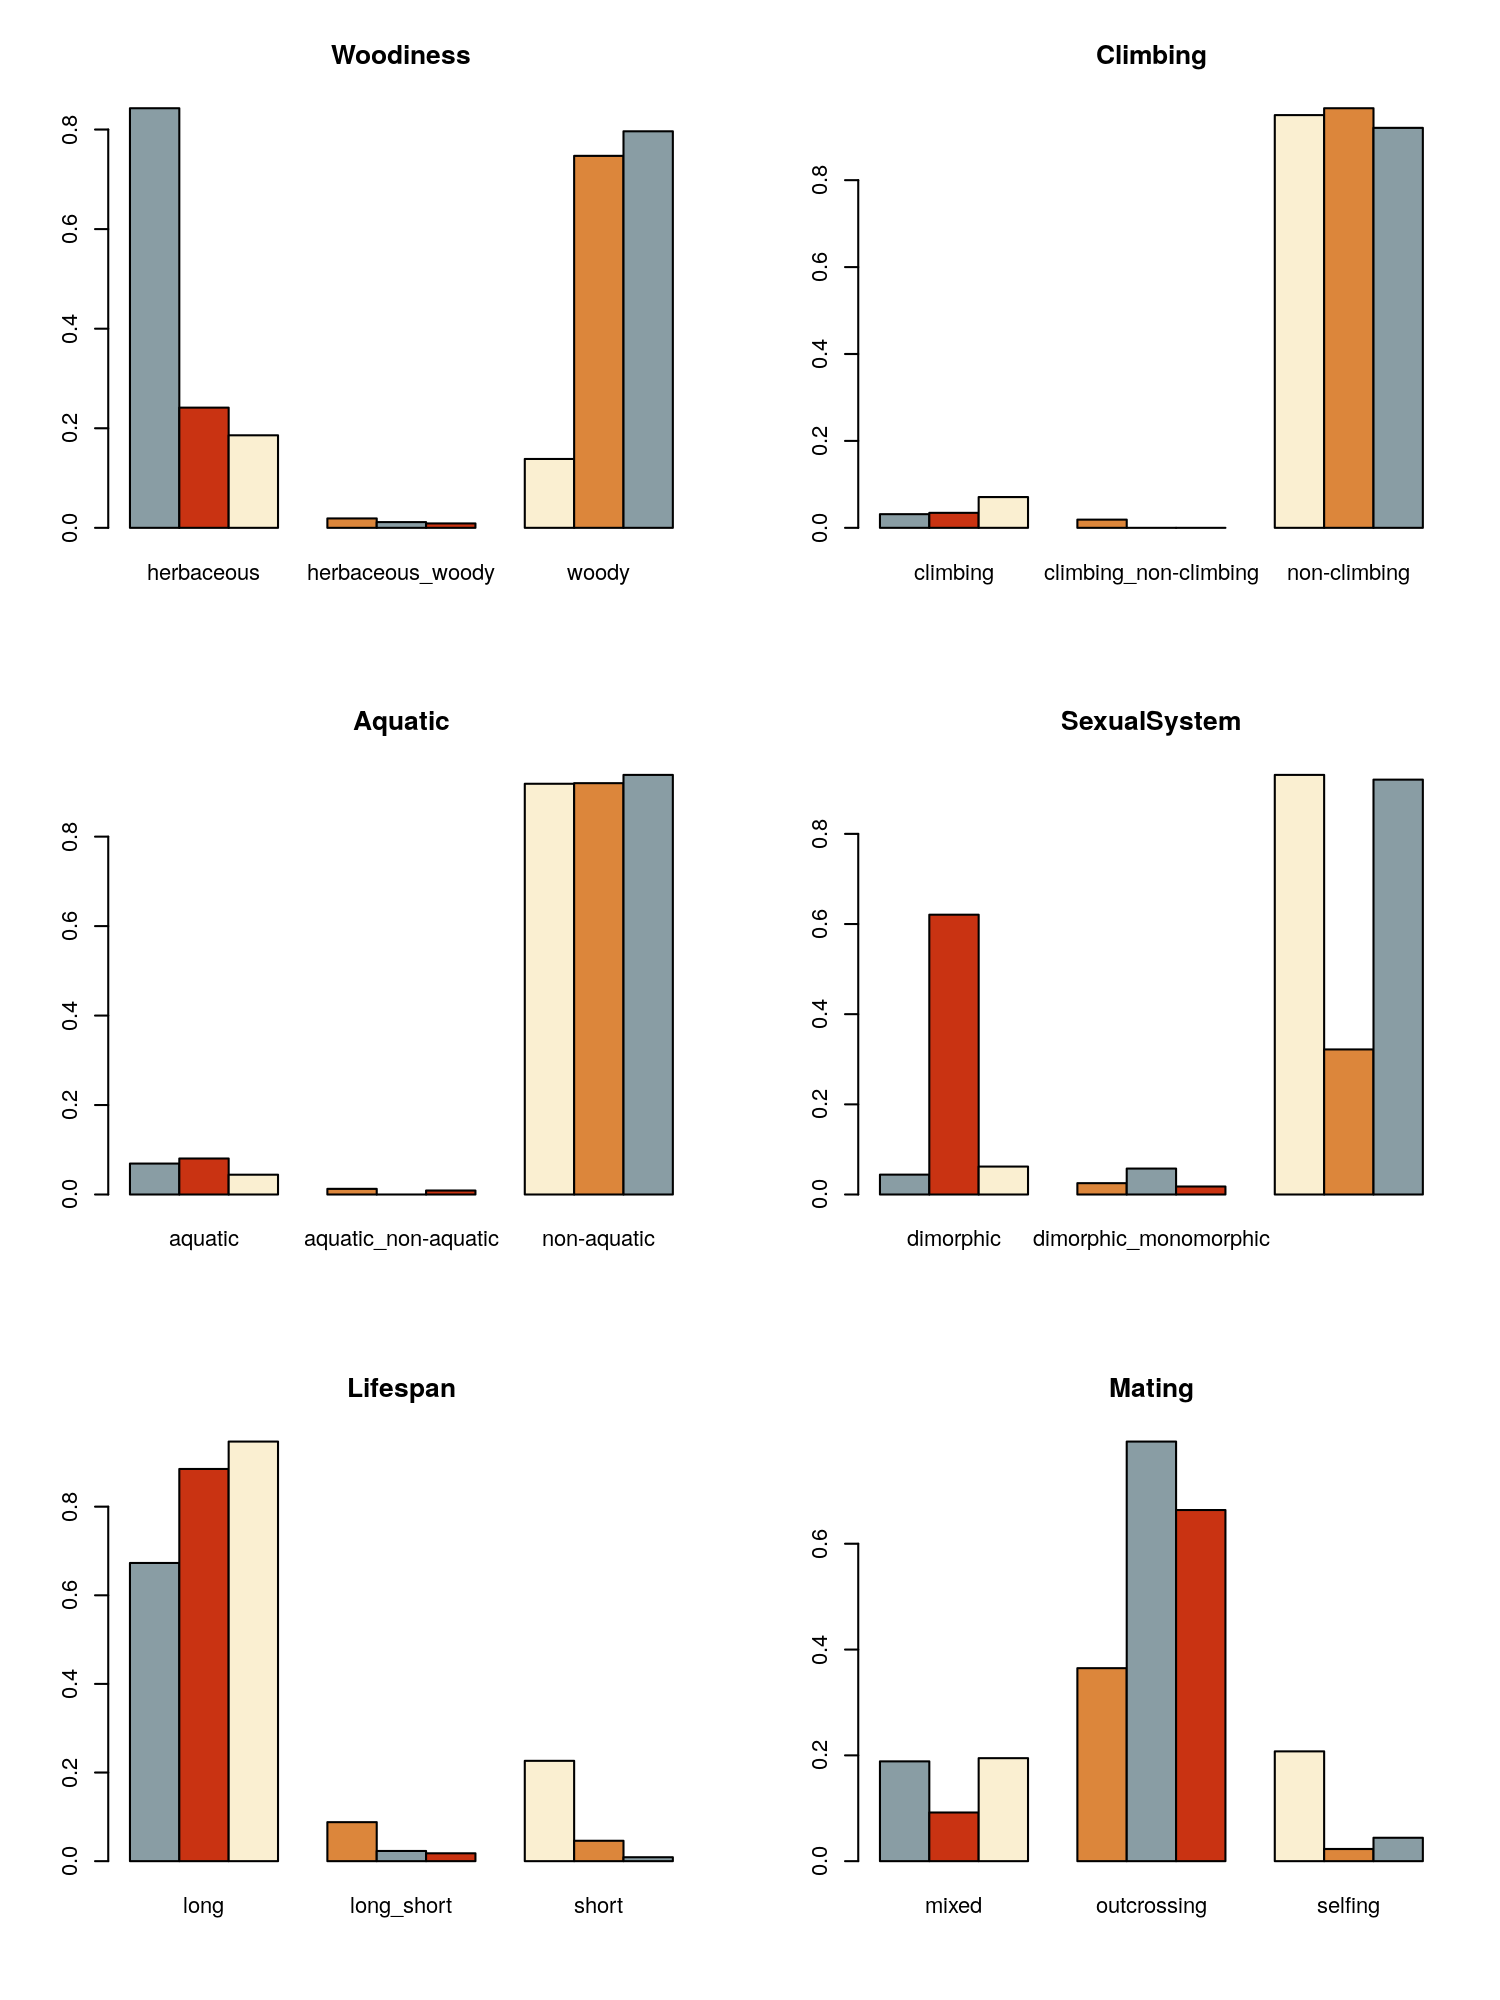 Woodiness
0.0 0.2 0.4 0.6 0.8
herbaceous herbaceous_woody woody
Climbing
0.0 0.2 0.4 0.6 0.8
climbing climbing_non-climbing non-climbing
Aquatic
0.0 0.2 0.4 0.6 0.8
aquatic aquatic_non-aquatic non-aquatic
SexualSystem
0.0 0.2 0.4 0.6 0.8
dimorphic dimorphic_monomorphic
Lifespan
0.0 0.2 0.4 0.6 0.8
long long_short short
Mating
0.0 0.2 0.4 0.6
mixed outcrossing selfing